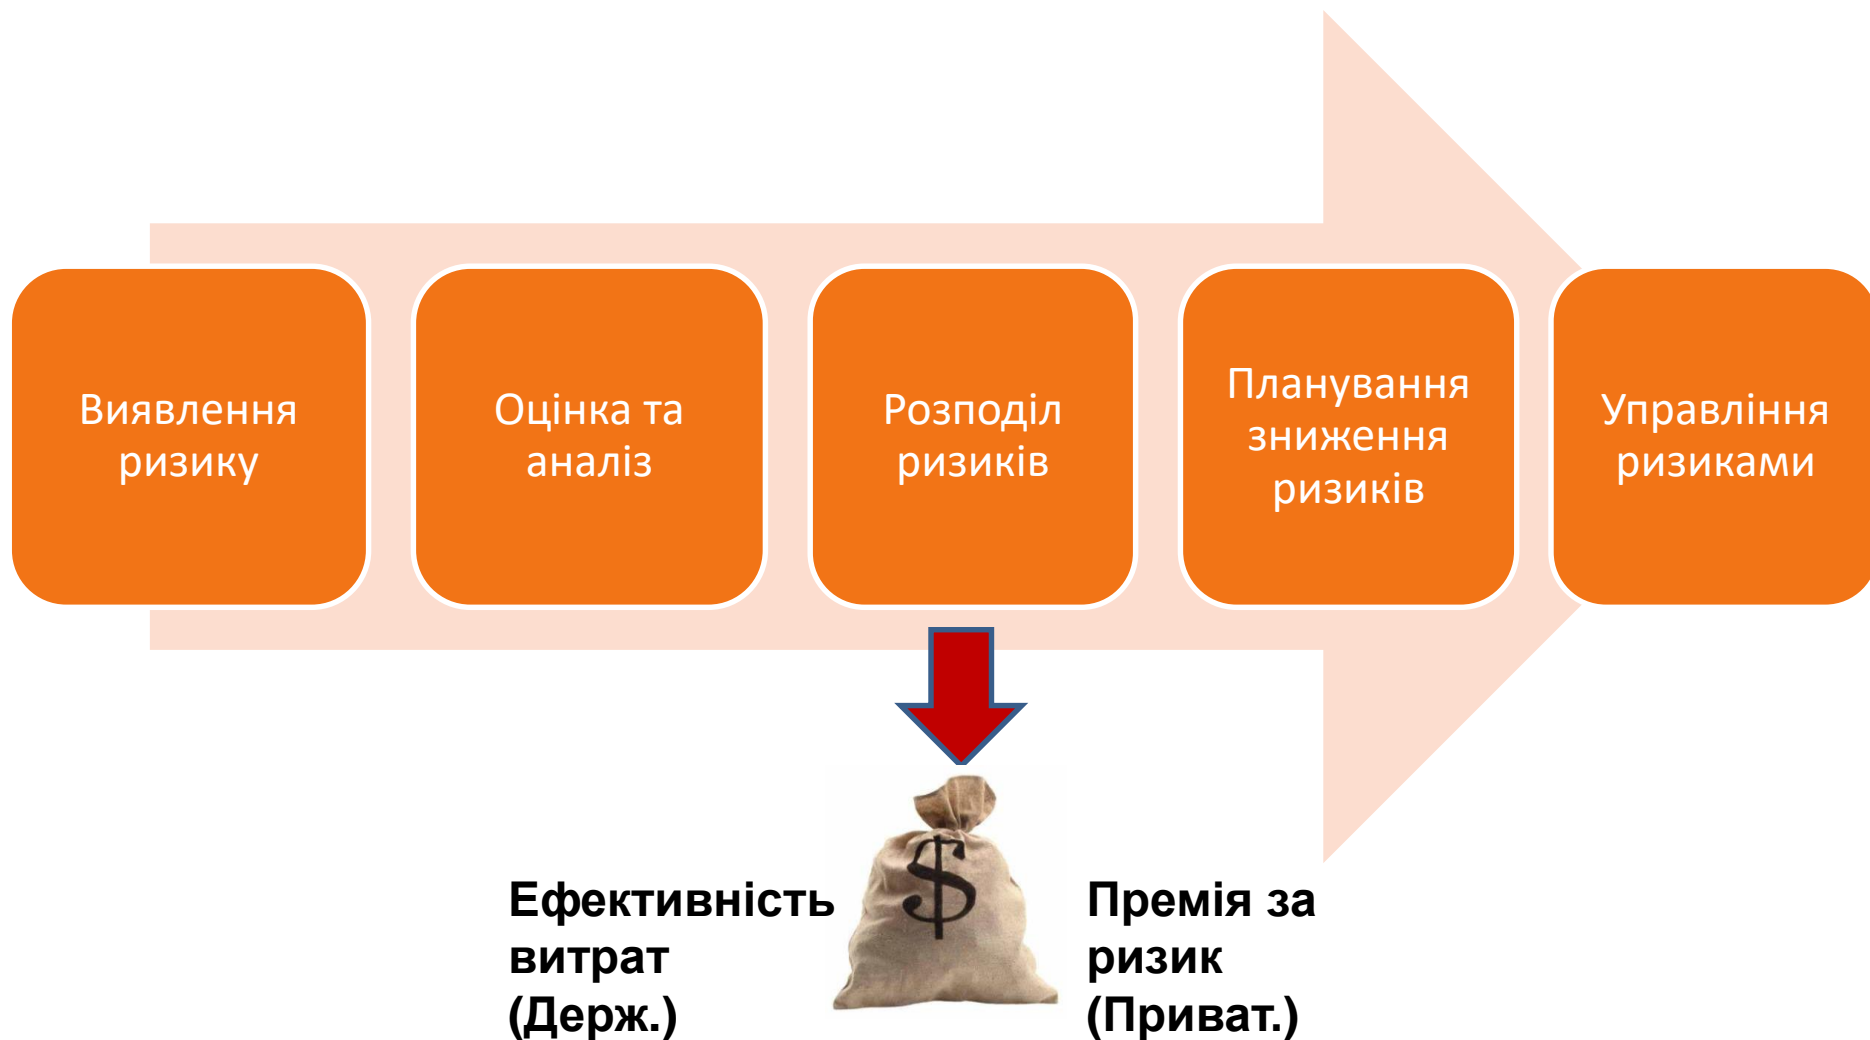 Виявлення
ризику
Оцінка та
аналіз
Розподіл
ризиків
Планування
зниження
ризиків
Управління
ризиками
$
Ефективність
витрат
(Держ.)
Премія за
ризик
(Приват.)